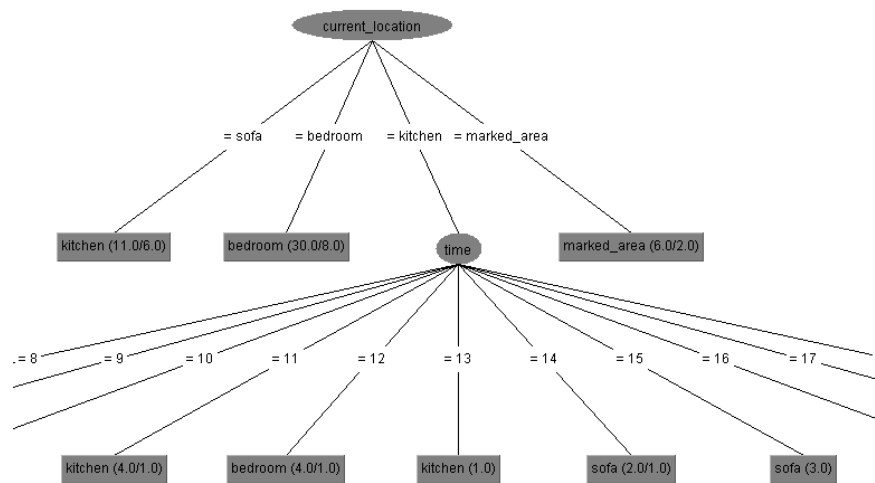 current_location
= sofa = bedroom = kitchen = marked_area
kitchen (11.0/6.0) bedroom (30.0/8.0) time marked_area (6.0/2.0)
= 8 = 9 = 10 = 11 = 12 = 13 = 14 = 15 = 16 = 17
kitchen (4.0/1.0) bedroom (4.0/1.0) kitchen (1.0) sofa (2.0/1.0) sofa (3.0)